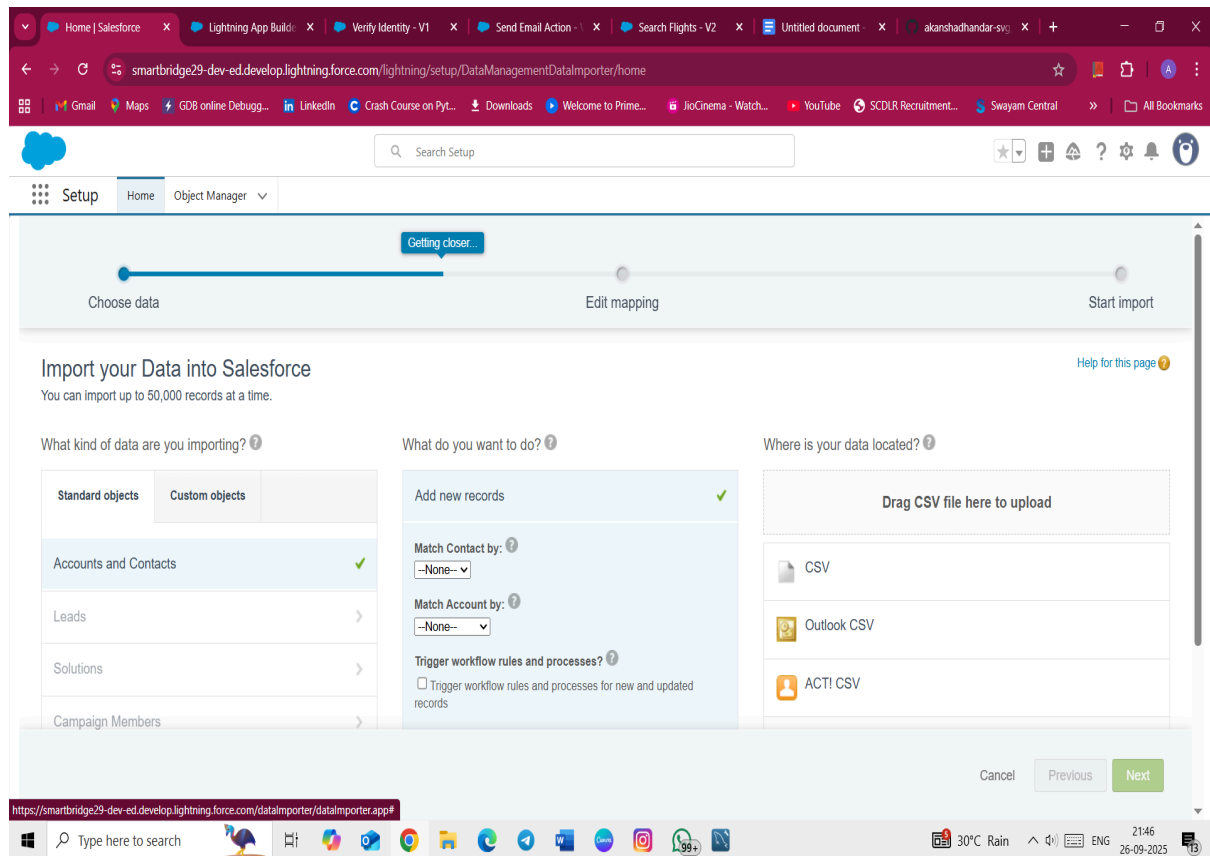 Home | Salesforce
Lightning App Builde
Verify Identity - V1
Send Email Action - \
Search Flights - V2
Untitled document -
akanshadhandar-svg
smartbridge29-dev-ed.develop.lightning.force.com/lightning/setup/DataManagementDataImporter/home
A
Gmail
Maps
GDB online Debugg...
LinkedIn
Crash Course on Pyt...
Downloads
Welcome to Prime...
JioCinema - Watch...
YouTube
SCDLR Recruitment...
Swayam Central
»
All Bookmarks
Search Setup
Setup
Home
Object Manager
Getting closer...
Choose data
Edit mapping
Start import
Import your Data into Salesforce
Help for this page
You can import up to 50,000 records at a time.
What kind of data are you importing? ?
Standard objects
Custom objects
Accounts and Contacts
Leads
Solutions
Campaign Members
What do you want to do? ?
Add new records
Match Contact by: ?
--None--
Match Account by: ?
--None--
Trigger workflow rules and processes? ?
Trigger workflow rules and processes for new and updated
records
Where is your data located? ?
Drag CSV file here to upload
CSV
Outlook CSV
ACT! CSV
Cancel
Previous
Next
https://smartbridge29-dev-ed.develop.lightning.force.com/dataImporter/dataImporter.app#
Type here to search
99+
30°C Rain
ENG
21:46
26-09-2025
13